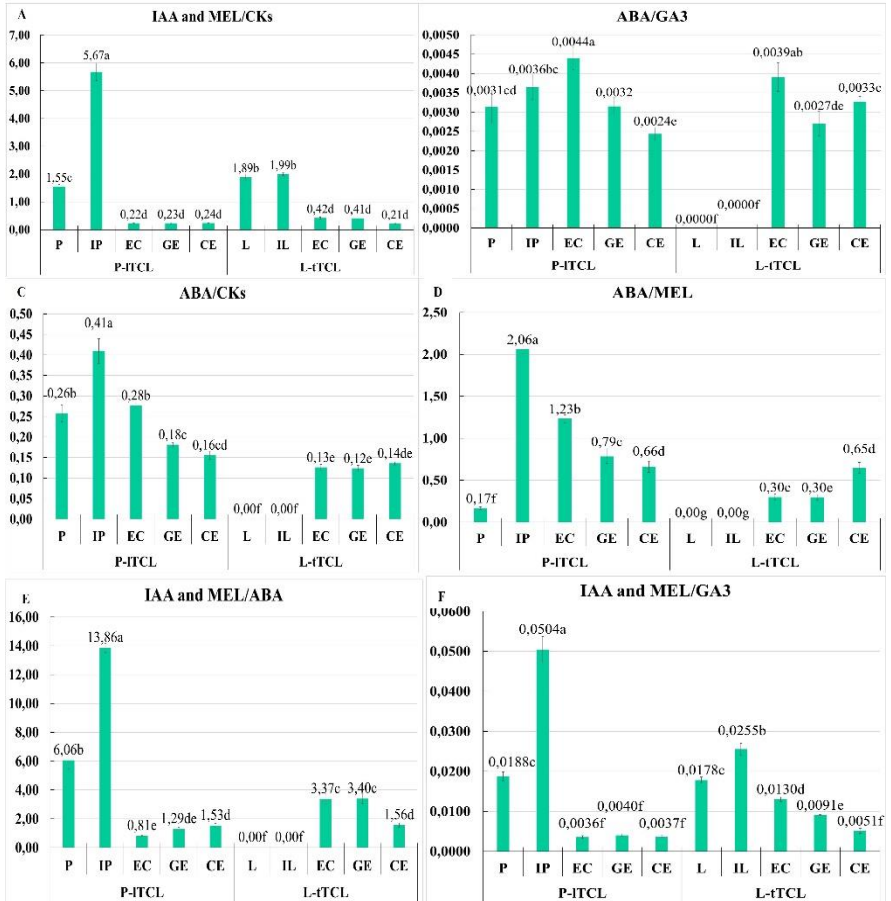 A
IAA and MEL/CKs
7,00
6,00
5,00
4,00
3,00
2,00
1,00
0,00
1,55c
5,67a
0,22d
0,23d
0,24d
1,89b
1,99b
0,42d
0,41d
0,21d
P IP EC GE CE L IL EC GE CE
P-lTCL L-tTCL
ABA/GA3
0,0050
0,0045
0,0040
0,0035
0,0030
0,0025
0,0020
0,0015
0,0010
0,0005
0,0000
0,0031cd
0,0036bc
0,0044a
0,0032
0,0024e
0,0000f
0,0000f
0,0039ab
0,0027de
0,0033c
P IP EC GE CE L IL EC GE CE
P-lTCL L-tTCL
C
ABA/CKs
0,50
0,45
0,40
0,35
0,30
0,25
0,20
0,15
0,10
0,05
0,00
0,26b
0,41a
0,28b
0,18c
0,16cd
0,00f
0,00f
0,13e
0,12e
0,14de
P IP EC GE CE L IL EC GE CE
P-lTCL L-tTCL
D
ABA/MEL
2,50
2,00
1,50
1,00
0,50
0,00
0,17f
2,06a
1,23b
0,79c
0,66d
0,00g
0,00g
0,30e
0,30e
0,65d
P IP EC GE CE L IL EC GE CE
P-lTCL L-tTCL
E
IAA and MEL/ABA
16,00
14,00
12,00
10,00
8,00
6,00
4,00
2,00
0,00
6,06b
13,86a
0,81e
1,29de
1,53d
0,00f
0,00f
3,37c
3,40c
1,56d
P IP EC GE CE L IL EC GE CE
P-lTCL L-tTCL
F
IAA and MEL/GA3
0,0600
0,0500
0,0400
0,0300
0,0200
0,0100
0,0000
0,0188c
0,0504a
0,0036f
0,0040f
0,0037f
0,0178c
0,0255b
0,0130d
0,0091e
0,0051f
P IP EC GE CE L IL EC GE CE
P-lTCL L-tTCL